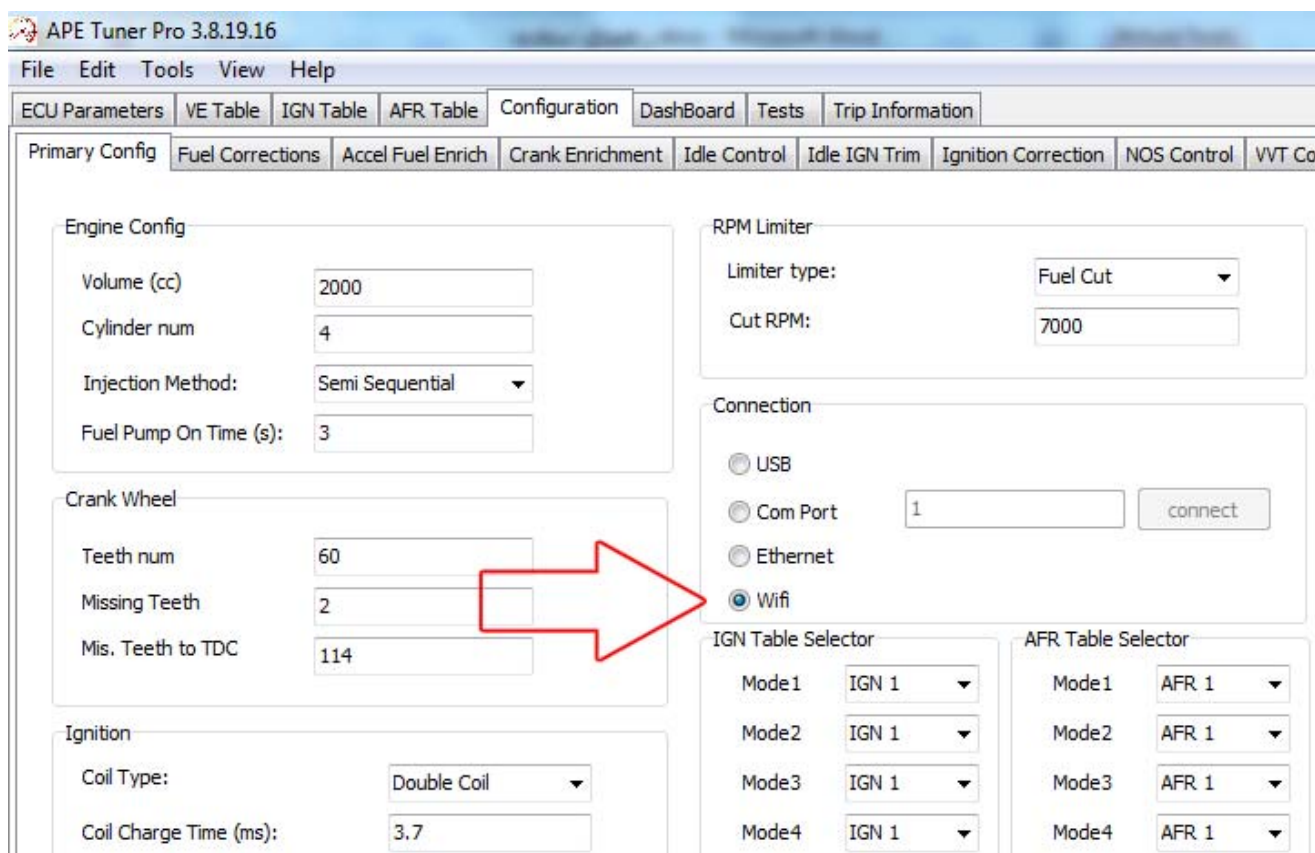 APE Tuner Pro 3.8.19.16
File Edit Tools View Help
ECU Parameters VE Table IGN Table AFR Table Configuration DashBoard Tests Trip Information
Primary Config Fuel Corrections Accel Fuel Enrich Crank Enrichment Idle Control Idle IGN Trim Ignition Correction NOS Control VVT Co
Engine Config
Volume (cc) 2000
Cylinder num 4
Injection Method: Semi Sequential
Fuel Pump On Time (s): 3
Crank Wheel
Teeth num 60
Missing Teeth 2
Mis. Teeth to TDC 114
Ignition
Coil Type: Double Coil
Coil Charge Time (ms): 3.7
RPM Limiter
Limiter type: Fuel Cut
Cut RPM: 7000
Connection
USB
Com Port 1 connect
Ethernet
Wifi
IGN Table Selector
Mode1 IGN 1
Mode2 IGN 1
Mode3 IGN 1
Mode4 IGN 1
AFR Table Selector
Mode1 AFR 1
Mode2 AFR 1
Mode3 AFR 1
Mode4 AFR 1